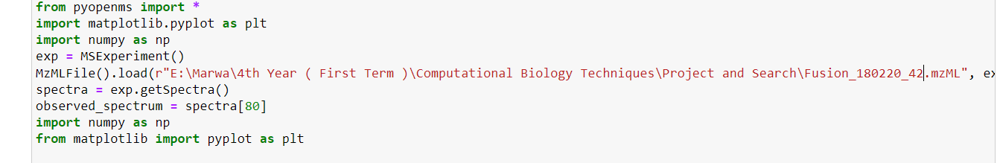 from pyopenms import *
import matplotlib.pyplot as plt
import numpy as np
exp = MSExperiment()
MzMLFile().load(r"E:\Marwa\4th Year ( First Term )\Computational Biology Techniques\Project and Search\Fusion_180220_42.mzML", ex
spectra = exp.getSpectra()
observed_spectrum = spectra[80]
import numpy as np
from matplotlib import pyplot as plt